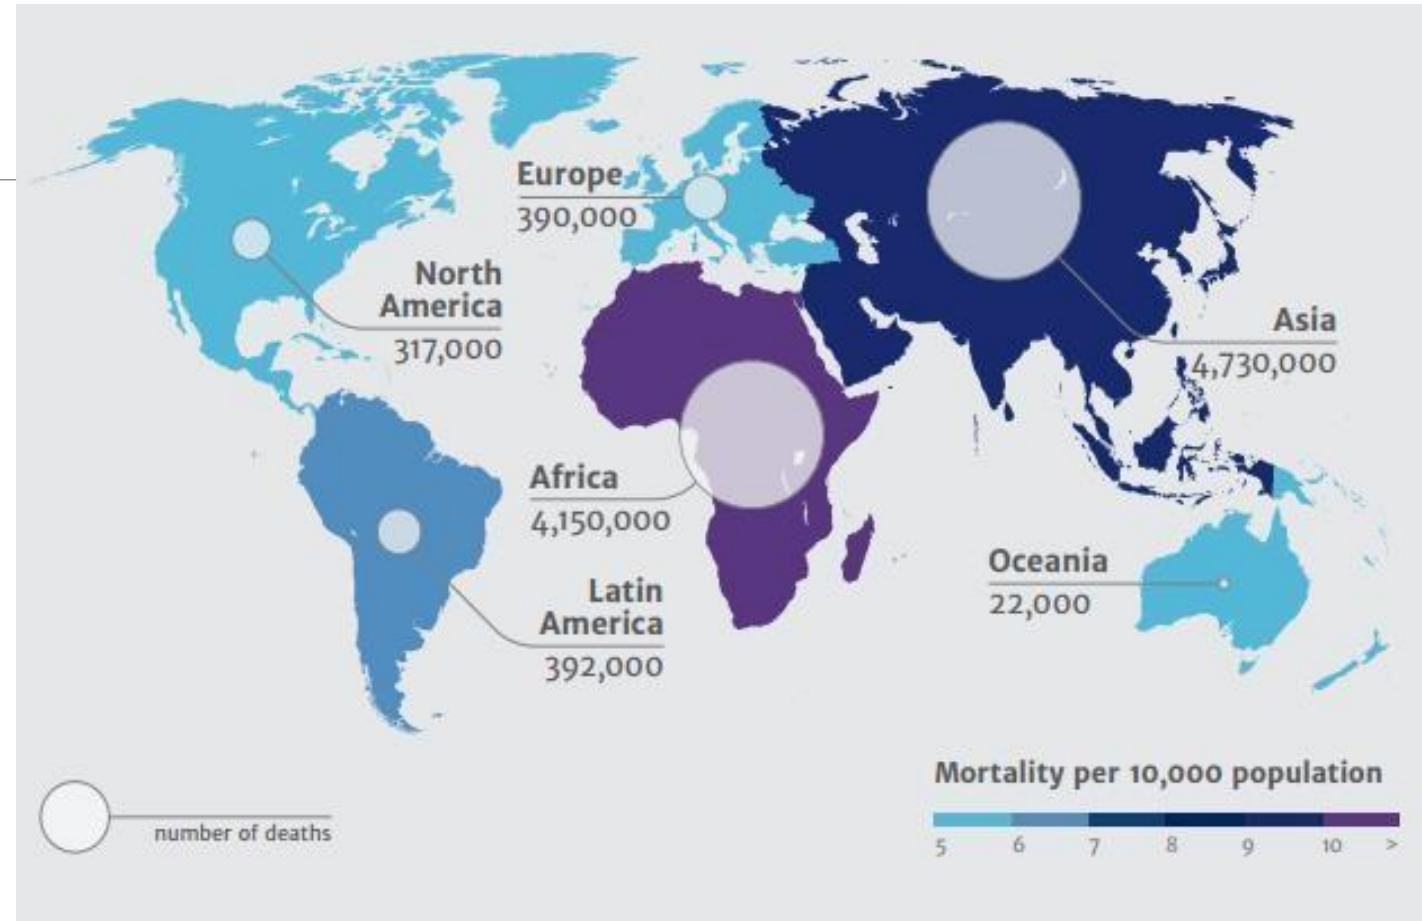 Europe
390,000
North
America
317,000
Asia
4,730,000
Africa
4,150,000
Oceania
22,000
Latin
America
392,000
Mortality per 10,000 population
5 6 7 8 9 10 >
number of deaths